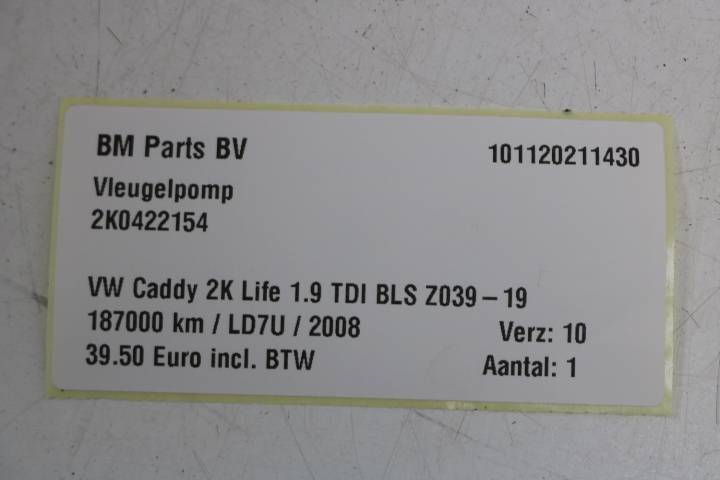 BM Parts BV 101120211430
Vleugelpomp
2K0422154
VW Caddy 2K Life 1.9 TDI BLS Z039 – 19
187000 km / LD7U / 2008 Verz: 10
39.50 Euro incl. BTW Aantal: 1